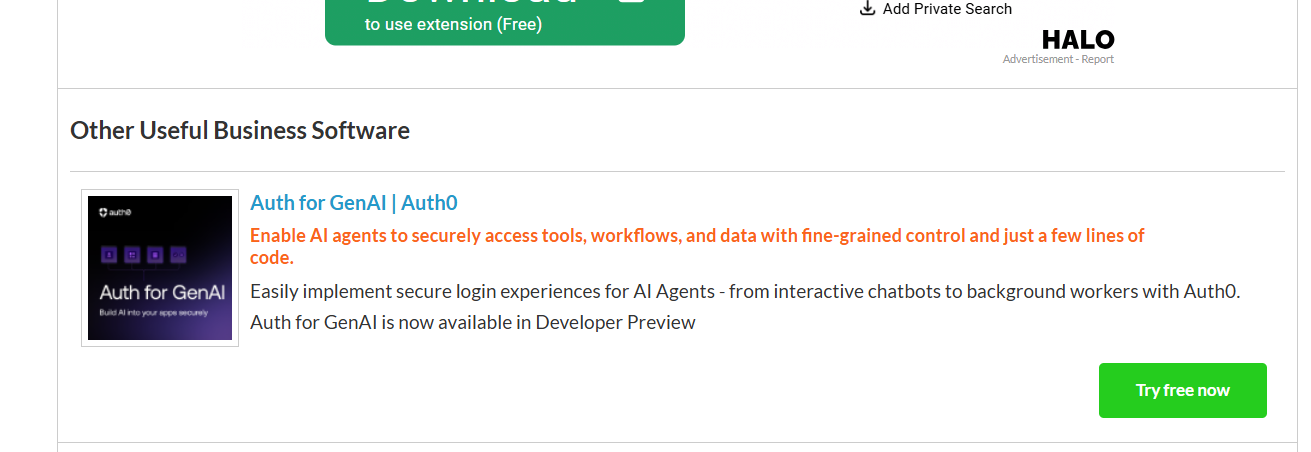 Download
to use extension (Free)
Add Private Search
HALO
Advertisement - Report
Other Useful Business Software
auth0
Auth for GenAI
Build AI into your apps securely
Auth for GenAI | Auth0
Enable AI agents to securely access tools, workflows, and data with fine-grained control and just a few lines of
code.
Easily implement secure login experiences for AI Agents - from interactive chatbots to background workers with Auth0.
Auth for GenAI is now available in Developer Preview
Try free now